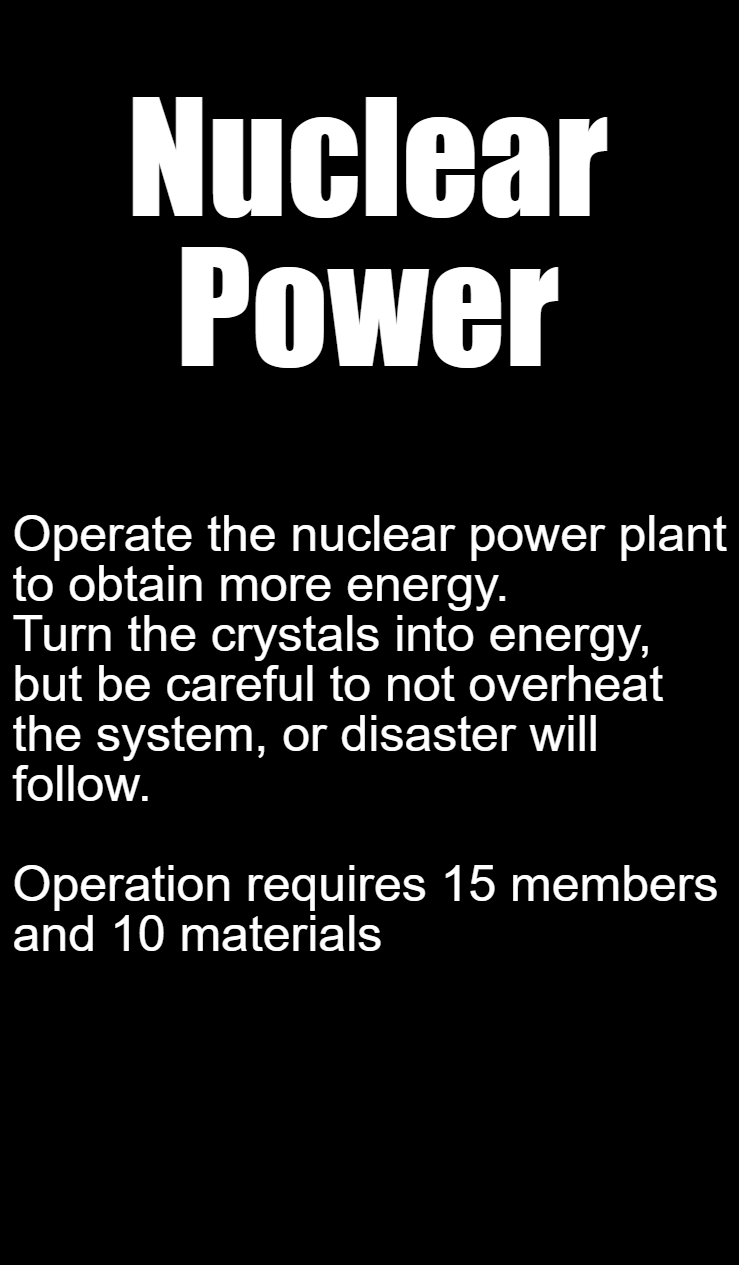 Nuclear
Power
Operate the nuclear power plant
to obtain more energy.
Turn the crystals into energy,
but be careful to not overheat
the system, or disaster will
follow.
Operation requires 15 members
and 10 materials